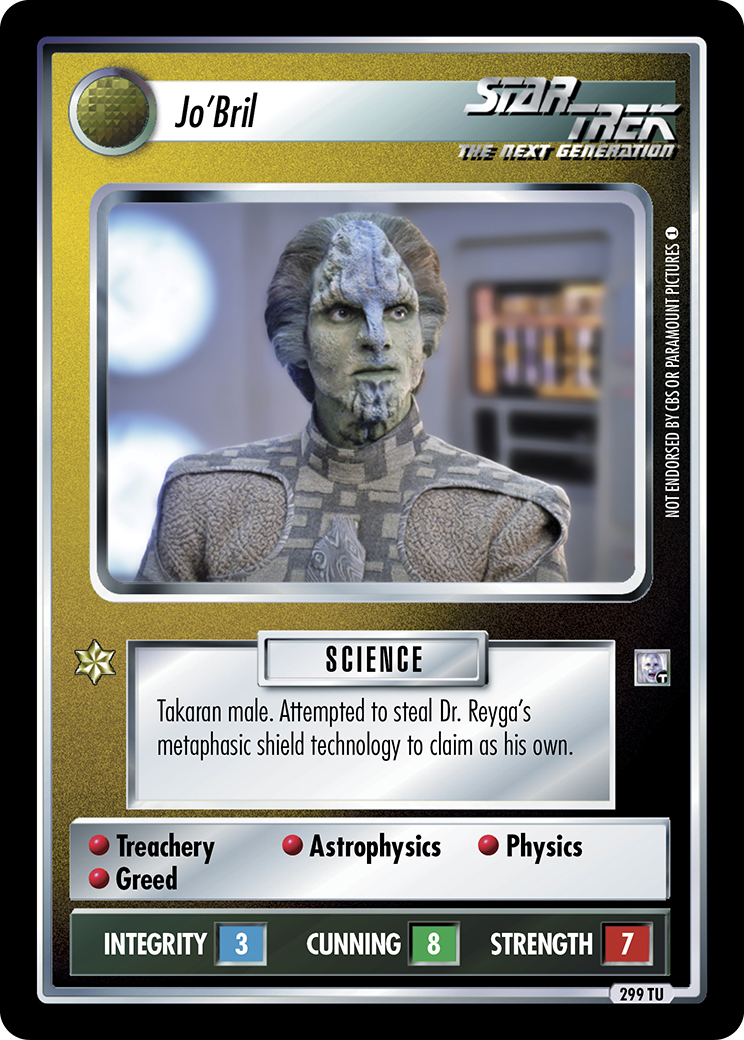 Jo'Bril
STAR TREK
THE NEXT GENERATION
NOT ENDORSED BY CBS OR PARAMOUNT PICTURES 1
SCIENCE
Takaran male. Attempted to steal Dr. Reyga's
metaphasic shield technology to claim as his own.
T
Treachery Astrophysics Physics
Greed
INTEGRITY 3 CUNNING 8 STRENGTH 7
299 TU